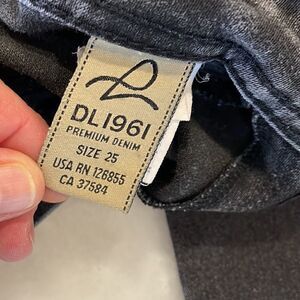 DL1961
PREMIUM DENIM
SIZE 25
USA RN 126855
CA 37584